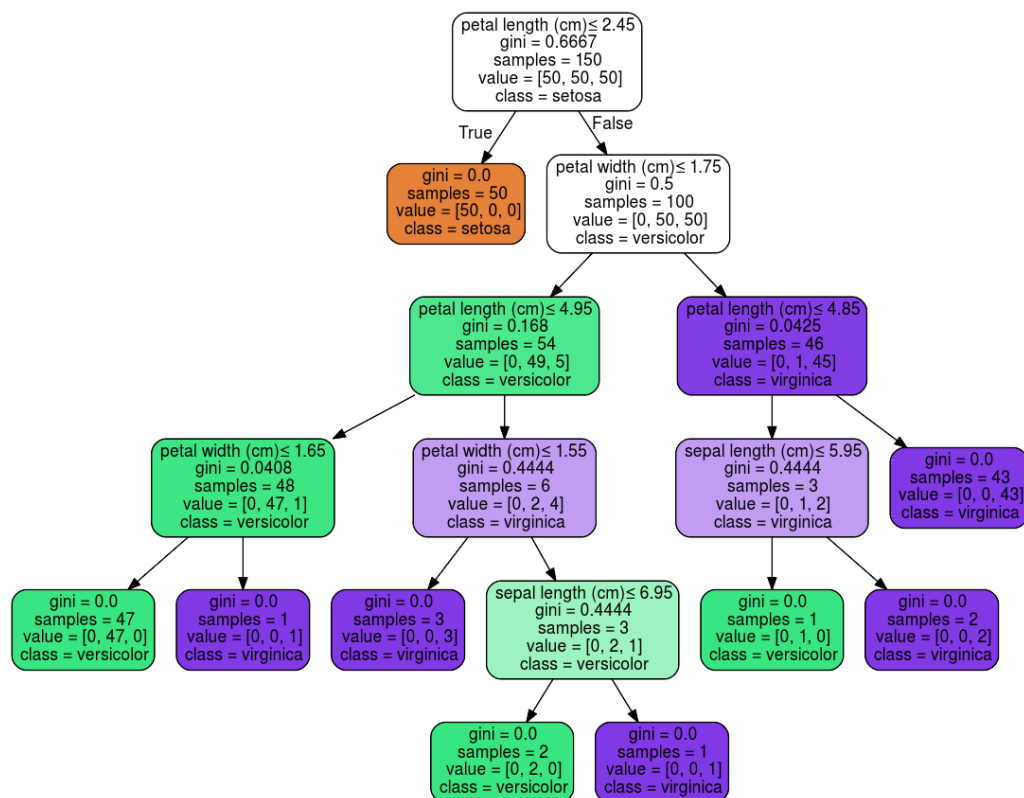 petal length (cm)≤ 2.45
gini = 0.6667
samples = 150
value = [50, 50, 50]
class = setosa
True
False
gini = 0.0
samples = 50
value = [50, 0, 0]
class = setosa
petal width (cm)≤ 1.75
gini = 0.5
samples = 100
value = [0, 50, 50]
class = versicolor
petal length (cm)≤ 4.95
gini = 0.168
samples = 54
value = [0, 49, 5]
class = versicolor
petal length (cm)≤ 4.85
gini = 0.0425
samples = 46
value = [0, 1, 45]
class = virginica
petal width (cm)≤ 1.65
gini = 0.0408
samples = 48
value = [0, 47, 1]
class = versicolor
petal width (cm)≤ 1.55
gini = 0.4444
samples = 6
value = [0, 2, 4]
class = virginica
sepal length (cm)≤ 5.95
gini = 0.4444
samples = 3
value = [0, 1, 2]
class = virginica
gini = 0.0
samples = 43
value = [0, 0, 43]
class = virginica
gini = 0.0
samples = 47
value = [0, 47, 0]
class = versicolor
gini = 0.0
samples = 1
value = [0, 0, 1]
class = virginica
gini = 0.0
samples = 3
value = [0, 0, 3]
class = virginica
sepal length (cm)≤ 6.95
gini = 0.4444
samples = 3
value = [0, 2, 1]
class = versicolor
gini = 0.0
samples = 1
value = [0, 1, 0]
class = versicolor
gini = 0.0
samples = 2
value = [0, 0, 2]
class = virginica
gini = 0.0
samples = 2
value = [0, 2, 0]
class = versicolor
gini = 0.0
samples = 1
value = [0, 0, 1]
class = virginica